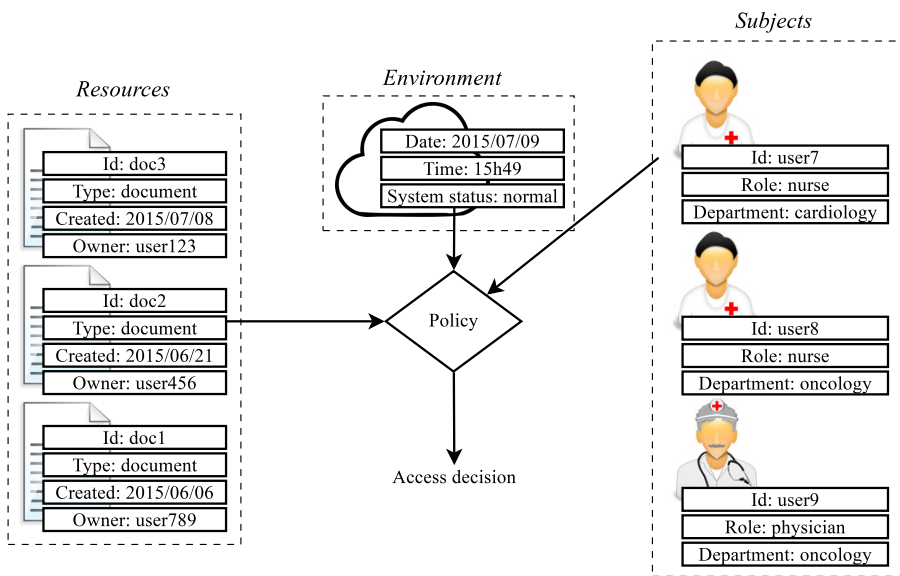 Resources
Id: doc3
Type: document
Created: 2015/07/08
Owner: user123
Id: doc2
Type: document
Created: 2015/06/21
Owner: user456
Id: doc1
Type: document
Created: 2015/06/06
Owner: user789
Environment
Date: 2015/07/09
Time: 15h49
System status: normal
Policy
Access decision
Subjects
Id: user7
Role: nurse
Department: cardiology
Id: user8
Role: nurse
Department: oncology
Id: user9
Role: physician
Department: oncology